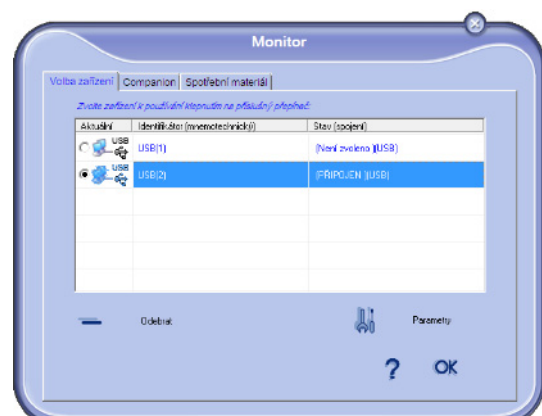 Monitor
Volba zařízení Companion Spotřební materiál
Zvolte zařízení k používání klepnutím na příslušný přepínač:
Aktuální Identifikátor (mnemotechnický/i) Stav (spojení)
USB USB(1) (Není zvoleno )(USB)
USB USB(2) (PŘIPOJEN )(USB)
Odebrat Parametry
? OK